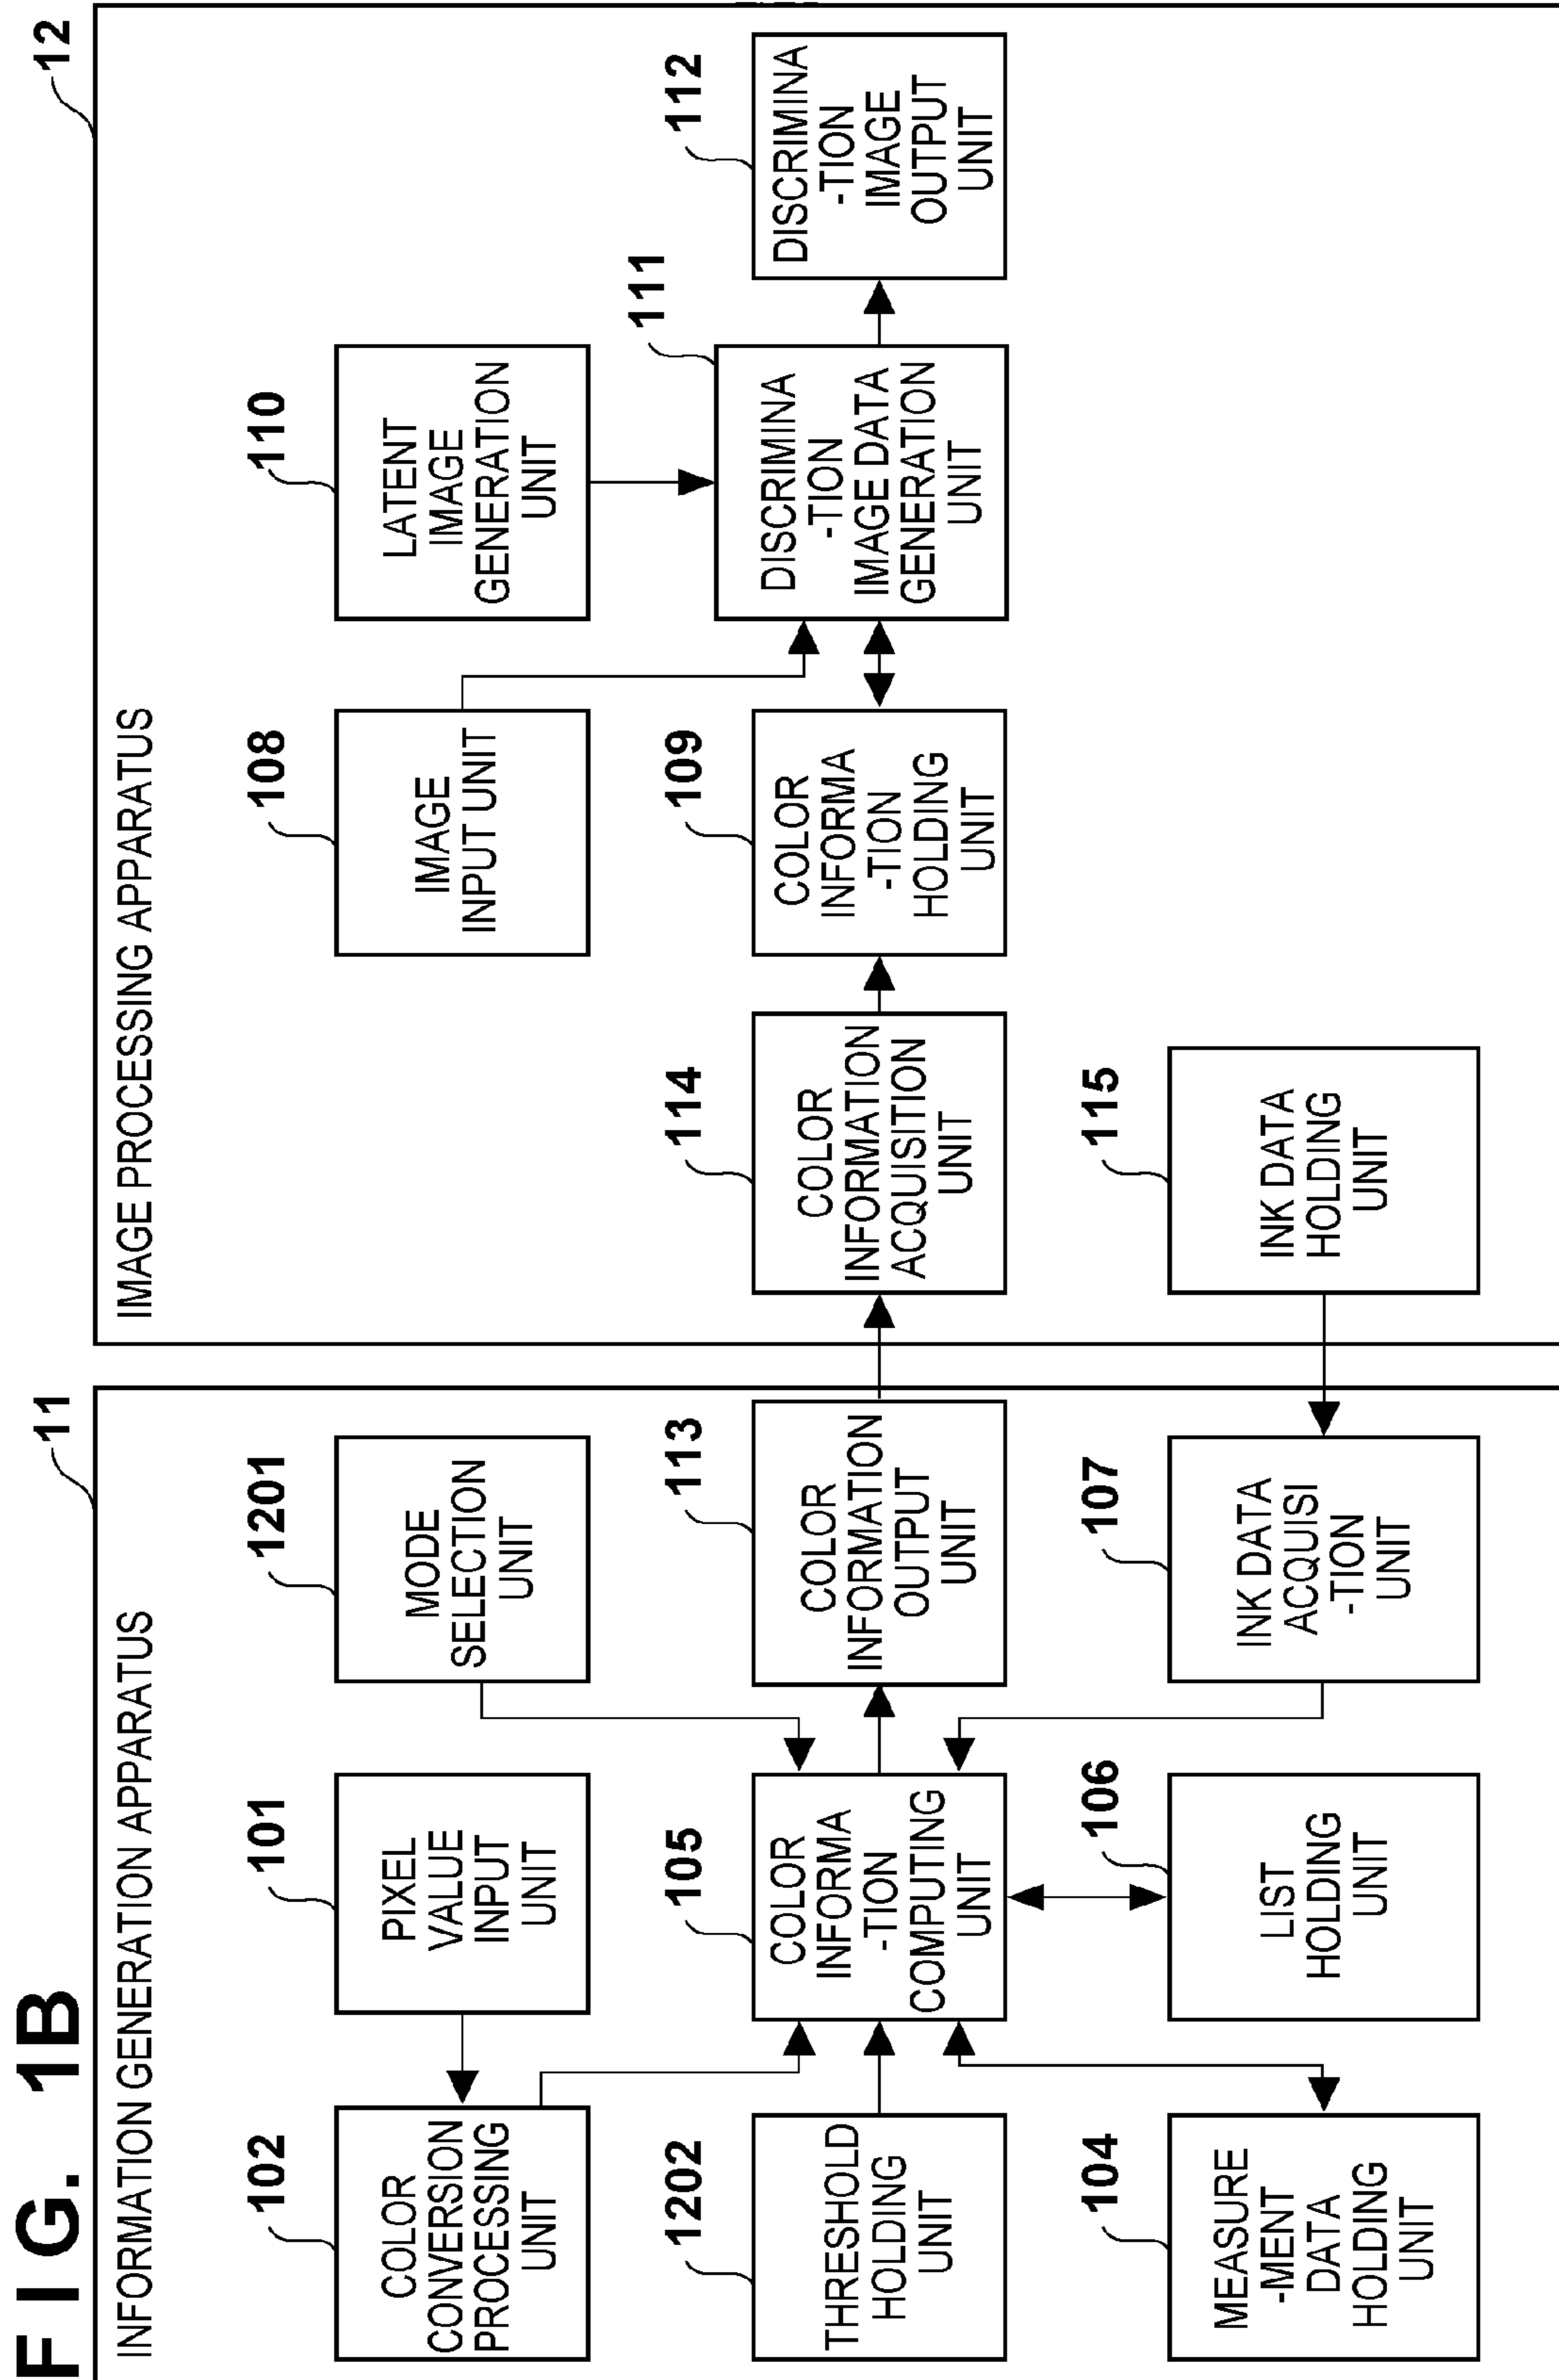 FIG. 1B
11
INFORMATION GENERATION APPARATUS
102
COLOR
CONVERSION
PROCESSING
UNIT
101
PIXEL
VALUE
INPUT
UNIT
1201
MODE
SELECTION
UNIT
1202
THRESHOLD
HOLDING
UNIT
105
COLOR
INFORMA
-TION
COMPUTING
UNIT
113
COLOR
INFORMATION
OUTPUT
UNIT
104
MEASURE
-MENT
DATA
HOLDING
UNIT
106
LIST
HOLDING
UNIT
107
INK DATA
ACQUISI
-TION
UNIT
12
IMAGE PROCESSING APPARATUS
108
IMAGE
INPUT UNIT
110
LATENT
IMAGE
GENERATION
UNIT
114
COLOR
INFORMATION
ACQUISITION
UNIT
109
COLOR
INFORMA
-TION
HOLDING
UNIT
111
DISCRIMINA
-TION
IMAGE DATA
GENERATION
UNIT
112
DISCRIMINA
-TION
IMAGE
OUTPUT
UNIT
115
INK DATA
HOLDING
UNIT